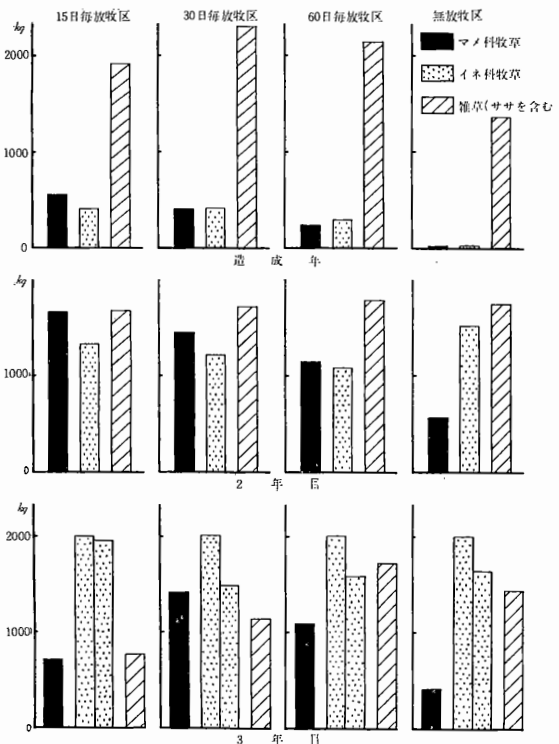 15日毎放牧区 30日毎放牧区 60日毎放牧区 無放牧区
kg
マメ科牧草
2000
イネ科牧草
雑草(ササを含む
1000
0
造 成 年
kg
1000
0
2 年 目
kg
2000
1000
0
3 年 目